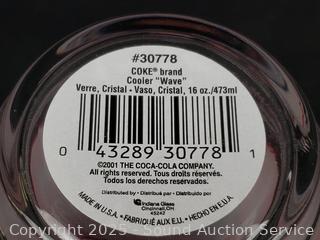 #30778
COKE® brand
Cooler "Wave"
Verre, Cristal - Vaso, Cristal, 16 oz./473ml
0 43289 30778 1
©2001 THE COCA-COLA COMPANY.
All rights reserved. Tous droits réservés.
Todos los derechos reservados.
Distributed by - Distribué par - Distribuido por
Indiana Glass
Cincinnati, OH
45242
MADE IN U.S.A. • FABRIQUÉ AUX E.U. • HECHO EN E.U.A.
Copyright 2025 - Sound Auction Service